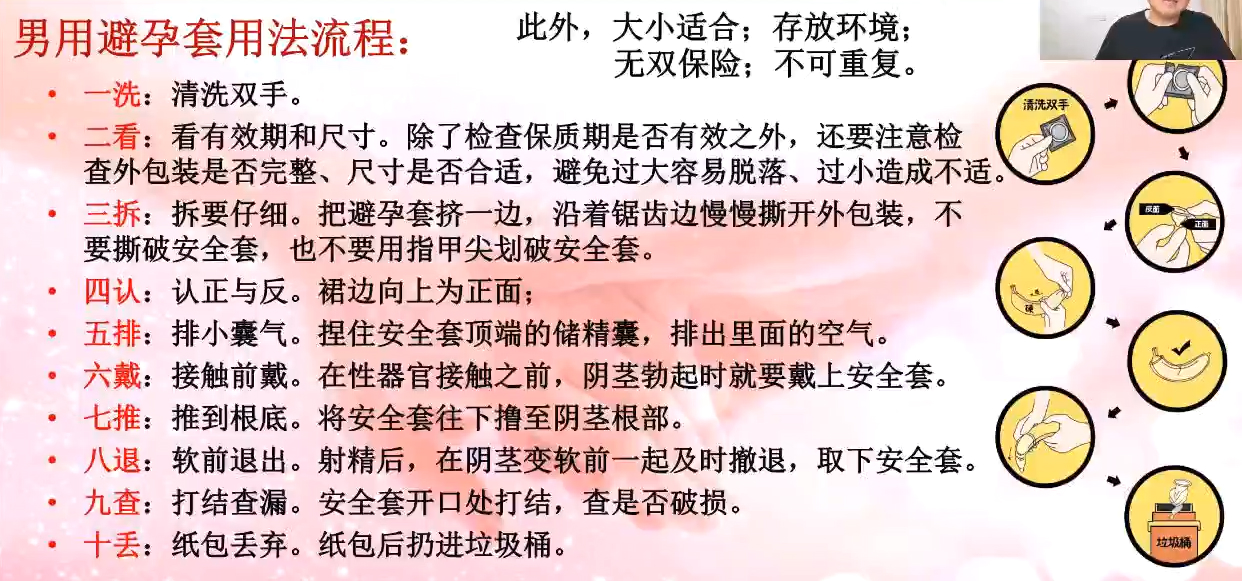 男用避孕套用法流程：
此外，大小适合；存放环境；
无双保险；不可重复。
• 一洗：清洗双手。
• 二看：看有效期和尺寸。除了检查保质期是否有效之外，还要注意检
查外包装是否完整、尺寸是否合适，避免过大容易脱落、过小造成不适。
• 三拆：拆要仔细。把避孕套挤一边，沿着锯齿边慢慢撕开外包装，不
要撕破安全套，也不要用指甲尖划破安全套。
• 四认：认正与反。裙边向上为正面；
• 五排：排小囊气。捏住安全套顶端的储精囊，排出里面的空气。
• 六戴：接触前戴。在性器官接触之前，阴茎勃起时就要戴上安全套。
• 七推：推到根底。将安全套往下撸至阴茎根部。
• 八退：软前退出。射精后，在阴茎变软前一起及时撤退，取下安全套。
• 九查：打结查漏。安全套开口处打结，查是否破损。
• 十丢：纸包丢弃。纸包后扔进垃圾桶。
清洗双手
反面
正面
垃圾桶